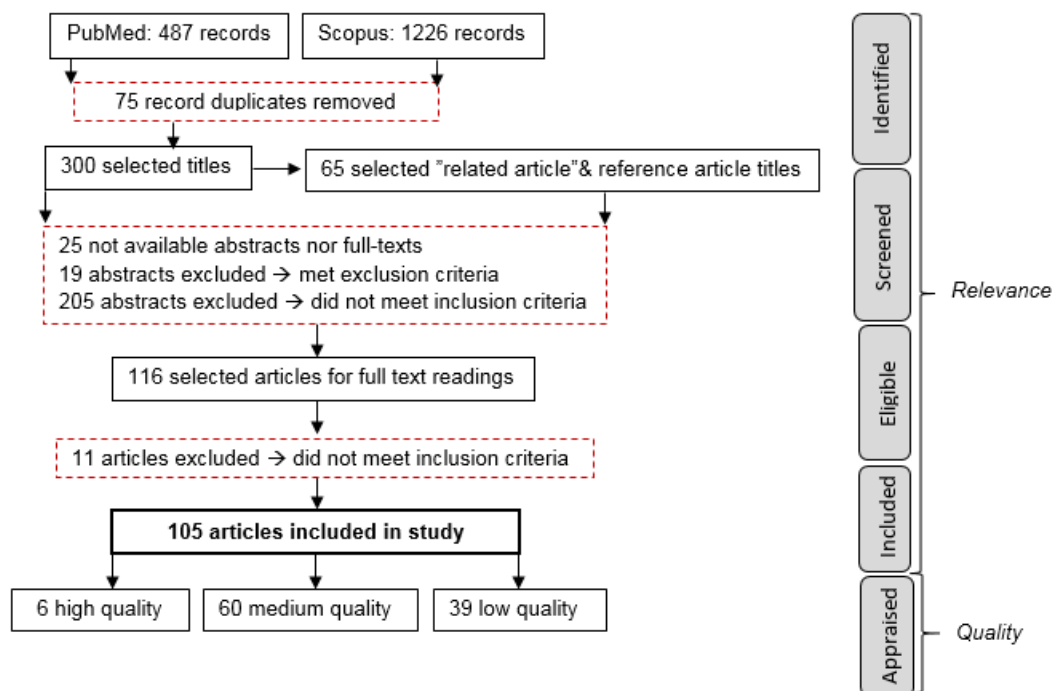 PubMed: 487 records
Scopus: 1226 records
75 record duplicates removed
300 selected titles
65 selected ”related article”& reference article titles
25 not available abstracts nor full-texts
19 abstracts excluded → met exclusion criteria
205 abstracts excluded → did not meet inclusion criteria
116 selected articles for full text readings
11 articles excluded → did not meet inclusion criteria
105 articles included in study
6 high quality
60 medium quality
39 low quality
Identified
Screened
Eligible
Included
Appraised
Relevance
Quality